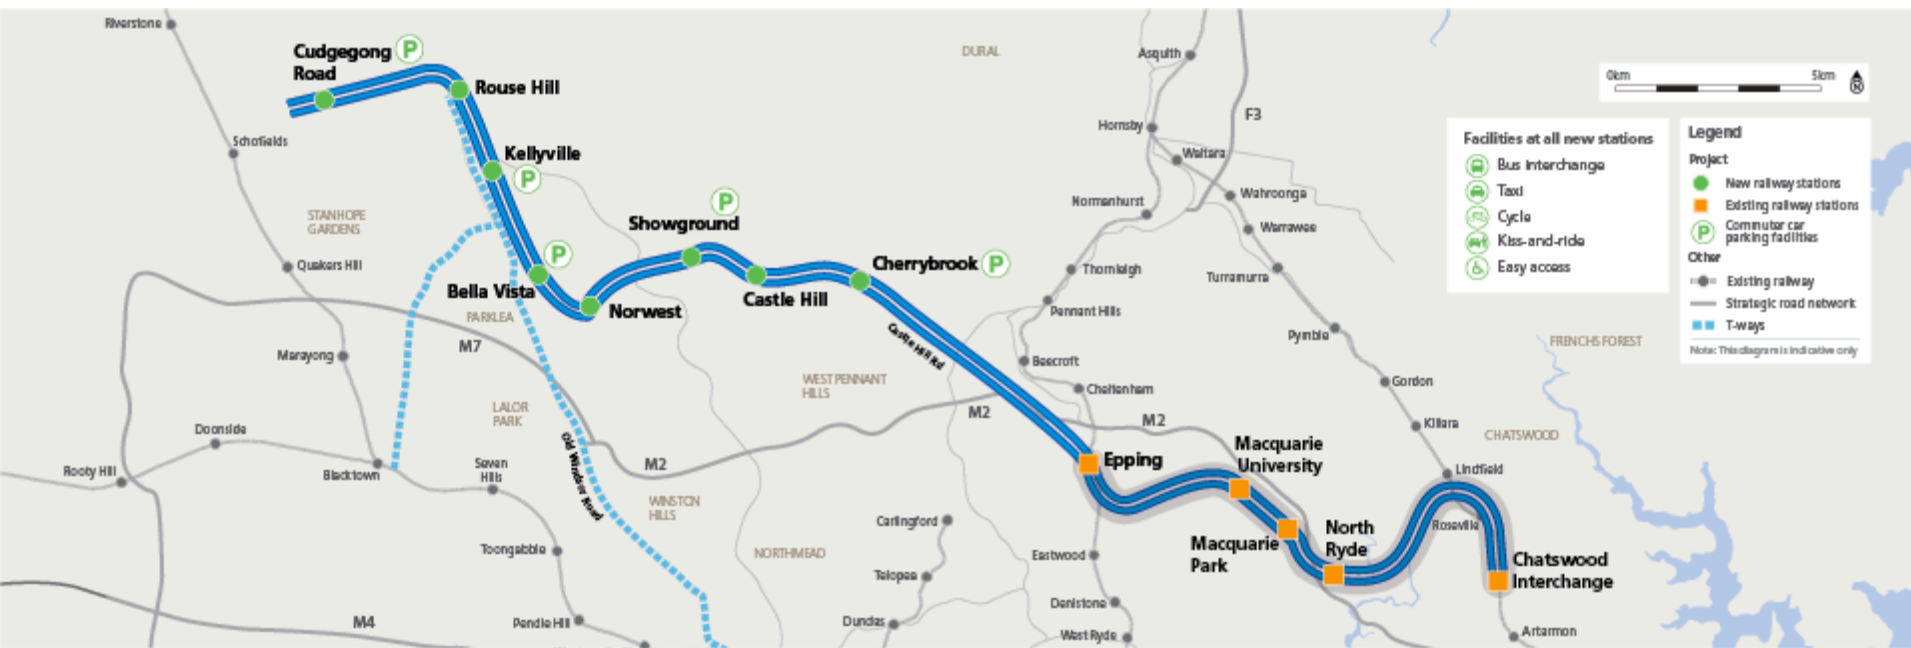 Riverstone
Cudgegong
Road
P
Rouse Hill
Schofields
Kellyville
P
STANHOPE
GARDENS
Quakers Hill
P
Bella Vista
PARKLEA
Norwest
P
Showground
Castle Hill
Cherrybrook
P
Castle Hill Rd
DURAL
Asquith
F3
Hornsby
Waitara
Normanhurst
Wahroonga
Warrawee
Thornleigh
Turramurra
Pennant Hills
Pymble
Beecroft
Cheltenham
Gordon
Killara
CHATSWOOD
FRENCHS FOREST
Marayong
M7
LALOR
PARK
WEST PENNANT
HILLS
M2
M2
M2
Doonside
Rooty Hill
Blacktown
Seven
Hills
Old Windsor Road
WINSTON
HILLS
NORTHMEAD
Toongabbie
Pendle Hill
M4
Carlingford
Telopea
Dundas
Epping
Eastwood
Denistone
West Ryde
Macquarie
University
Macquarie
Park
North
Ryde
Lindfield
Roseville
Chatswood
Interchange
Artarmon
0km 5km
N
Facilities at all new stations
Bus interchange
Taxi
Cycle
Kiss-and-ride
Easy access
Legend
Project
New railway stations
Existing railway stations
P
Commuter car
parking facilities
Other
Existing railway
Strategic road network
T-ways
Note: This diagram is indicative only